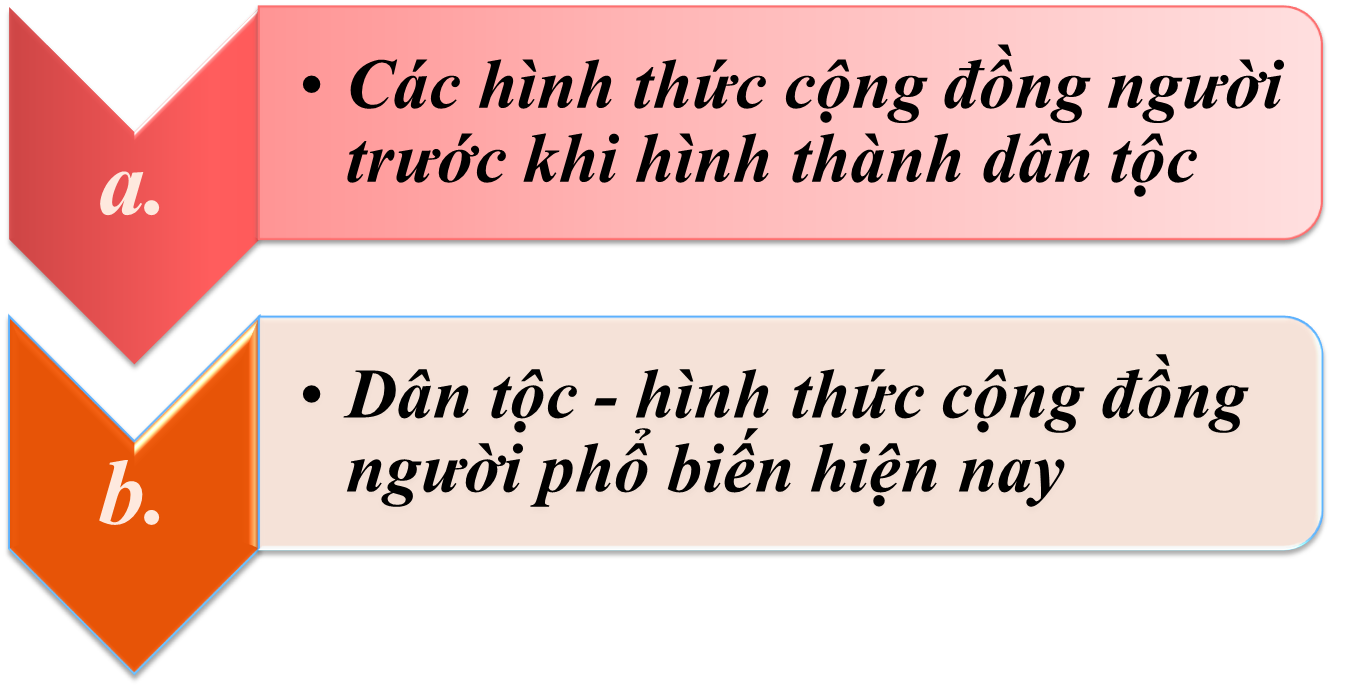 a.
• Các hình thức cộng đồng người
trước khi hình thành dân tộc
b.
• Dân tộc - hình thức cộng đồng
người phổ biến hiện nay